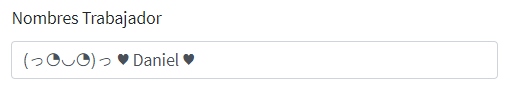 Nombres Trabajador
(っ◔◡◔)っ ♥ Daniel ♥